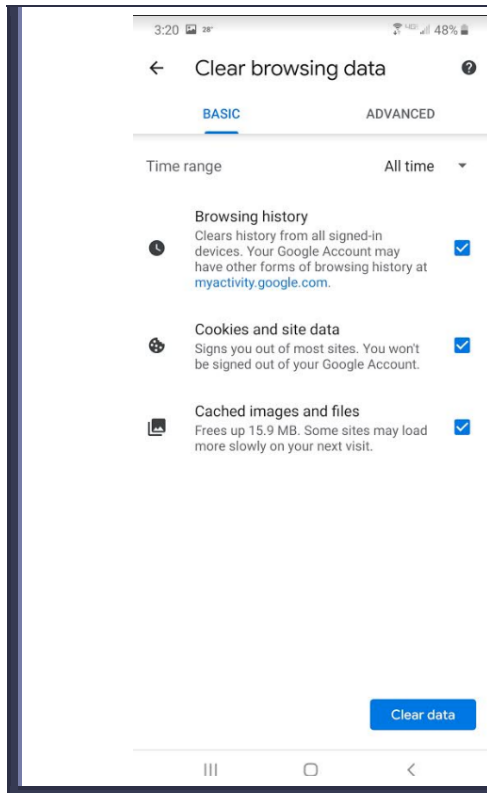 3:20 28° 48%
Clear browsing data
BASIC ADVANCED
Time range All time
Browsing history
Clears history from all signed-in
devices. Your Google Account may
have other forms of browsing history at
myactivity.google.com.
Cookies and site data
Signs you out of most sites. You won't
be signed out of your Google Account.
Cached images and files
Frees up 15.9 MB. Some sites may load
more slowly on your next visit.
Clear data